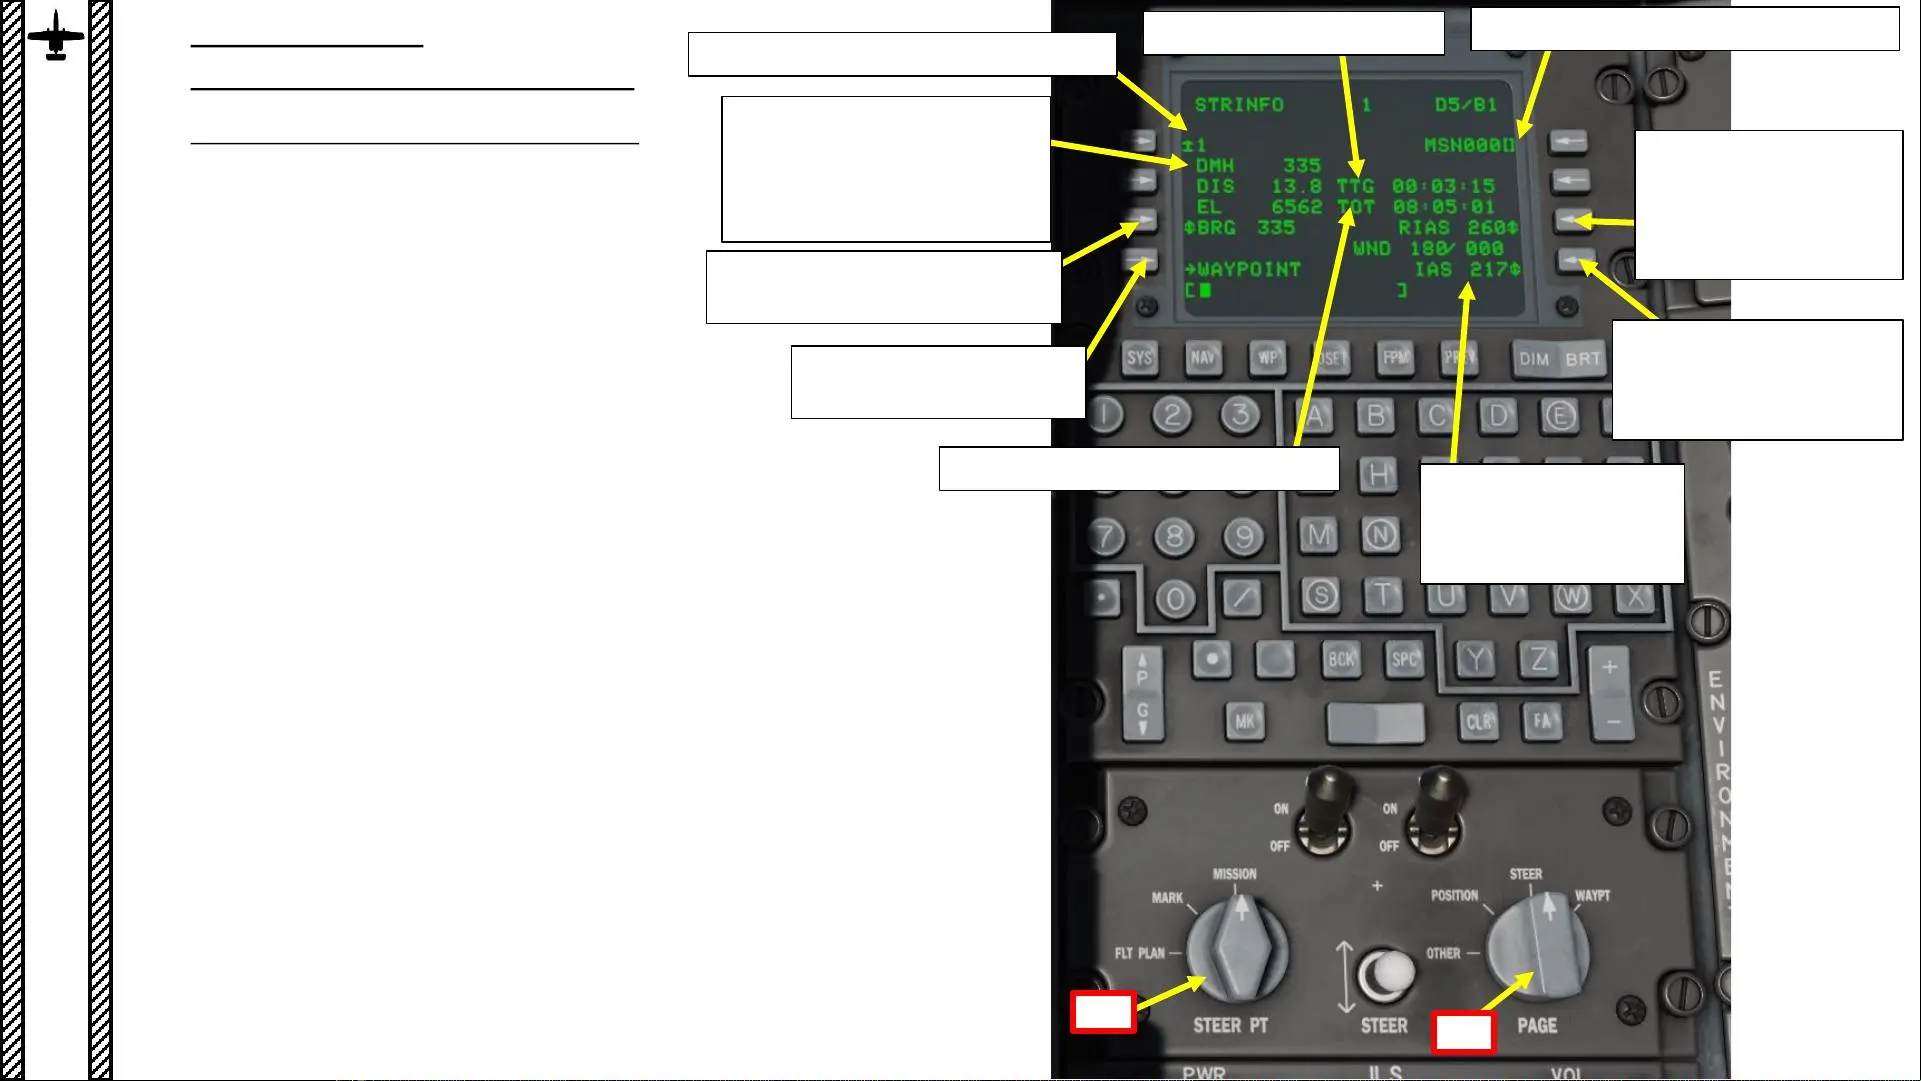 STRINFO 1 D5/B1
±1 MSN000[]
DMH 335
DIS 13.8 TTG 00:03:15
EL 6562 TOT 08:05:01
BRG 335 RIAS 260
WND 180/ 000
→WAYPOINT IAS 217
[ ]
SYS NAV WP FPM DIM BRT
1 2 3 A B C D E
H
7 8 9 M N
• 0 / S T U V W X
P G BCK SPC Y Z + -
MK CLR FA
ON OFF ON OFF
MISSION
MARK
FLT PLAN
STEER PT
STEER
STEER
POSITION WAYPT
OTHER
PAGE
ENVIRONMENT
PWR ILS VOL